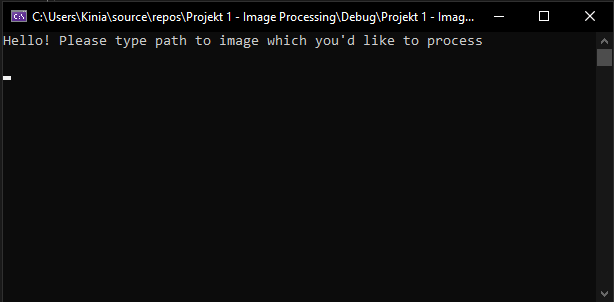 C:\Users\Kinia\source\repos\Projekt 1 - Image Processing\Debug\Projekt 1 - Imag...
Hello! Please type path to image which you'd like to process